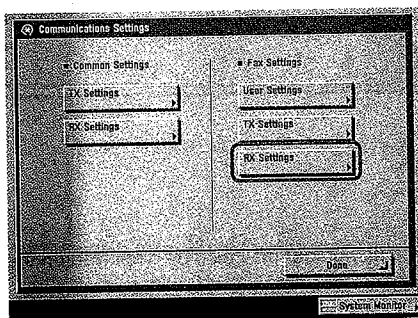 Communications Settings
■ Common Settings
TX Settings
RX Settings
■ Fax Settings
User Settings
TX Settings
RX Settings
Done
System Monitor